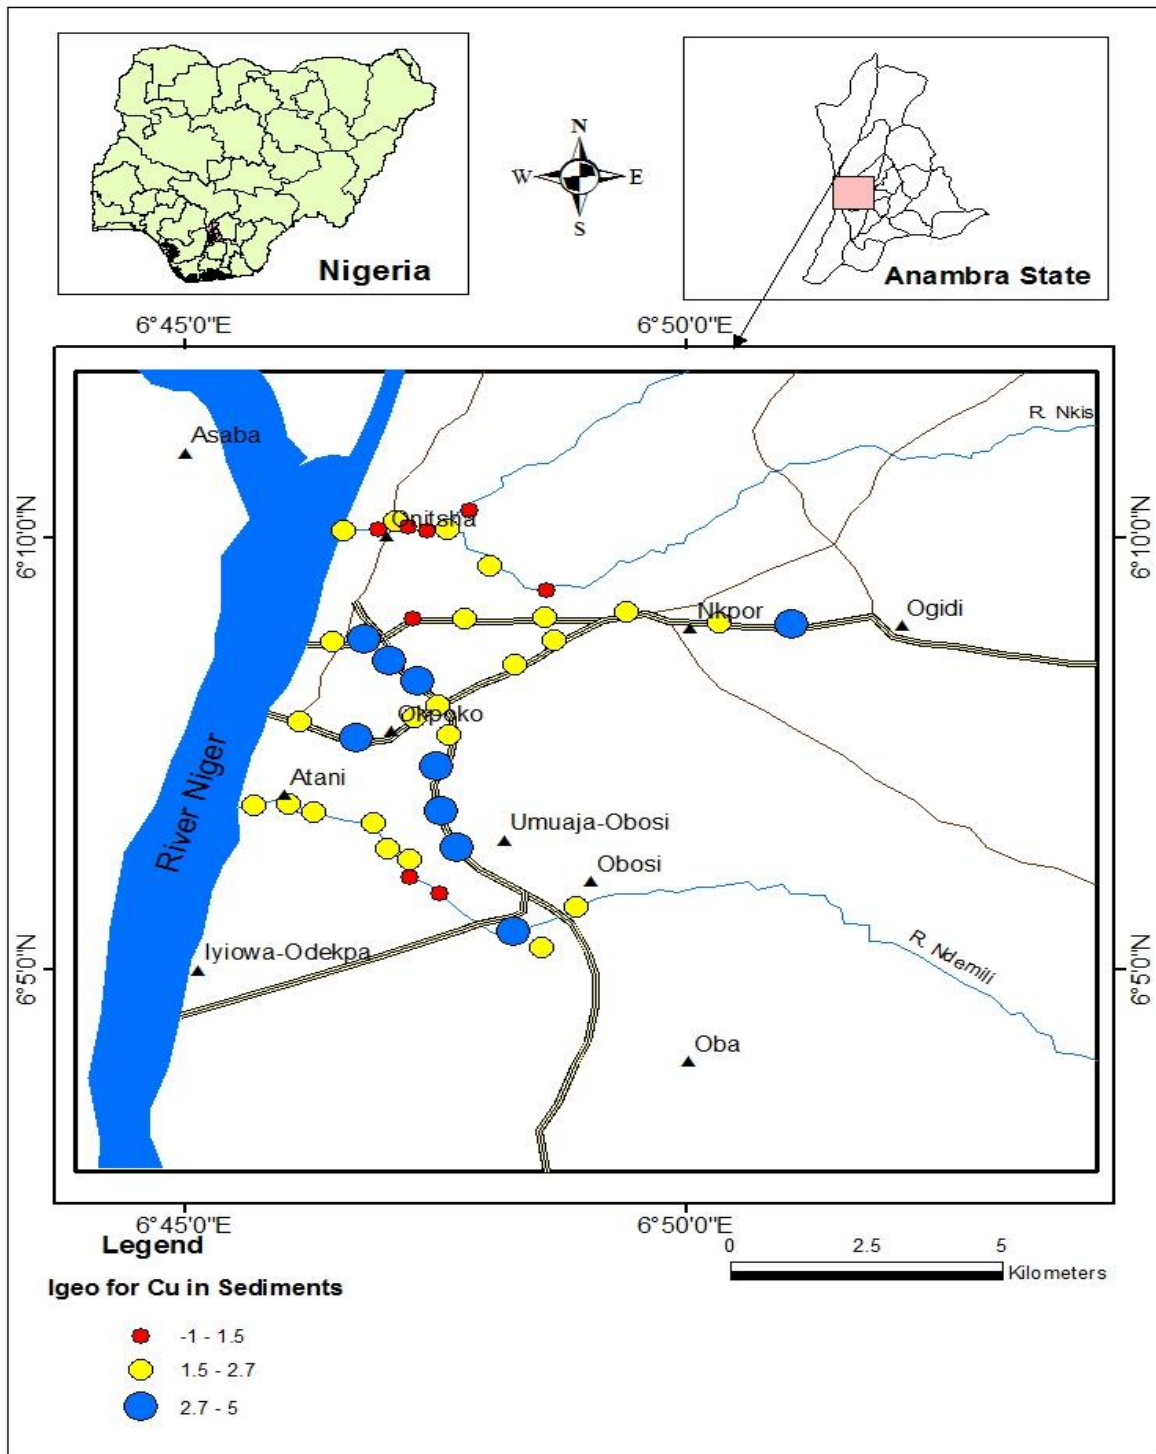 N
W E
S
Nigeria
Anambra State
6°45'0"E 6°50'0"E
R. Nkis
Asaba
Onitsha
6°10'0"N 6°10'0"N
Nkpor
Ogidi
Okpoko
River Niger
Atani
Umuaja-Obosi
Obosi
Iyiowa-Odekpa
R. Ndemili
6°5'0"N 6°5'0"N
Oba
6°45'0"E 6°50'0"E
Legend
0 2.5 5
Kilometers
Igeo for Cu in Sediments
-1 - 1.5
1.5 - 2.7
2.7 - 5